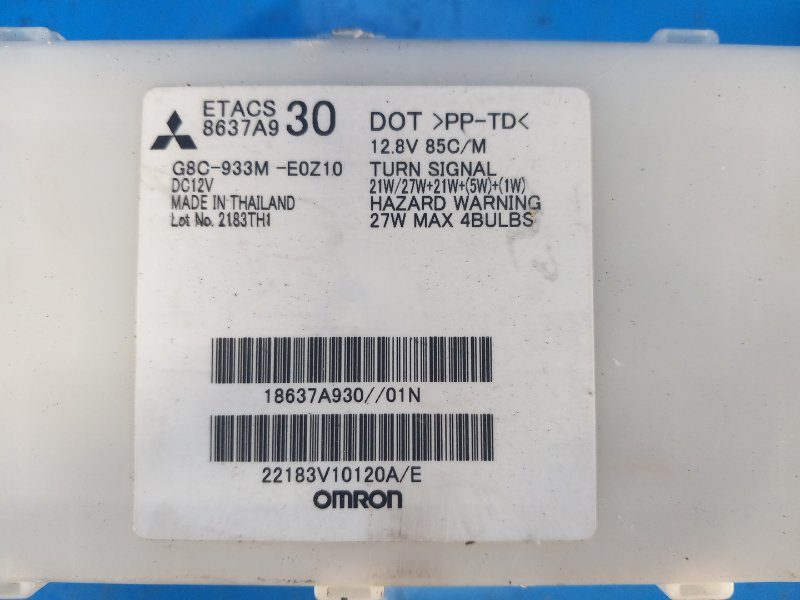 ETACS
8637A9 30
G8C-933M -E0Z10
DC12V
MADE IN THAILAND
Lot No. 2183TH1
DOT >PP-TD<
12.8V 85C/M
TURN SIGNAL
21W/27W+21W+(5W)+(1W)
HAZARD WARNING
27W MAX 4BULBS
18637A930//01N
22183V10120A/E
OMRON